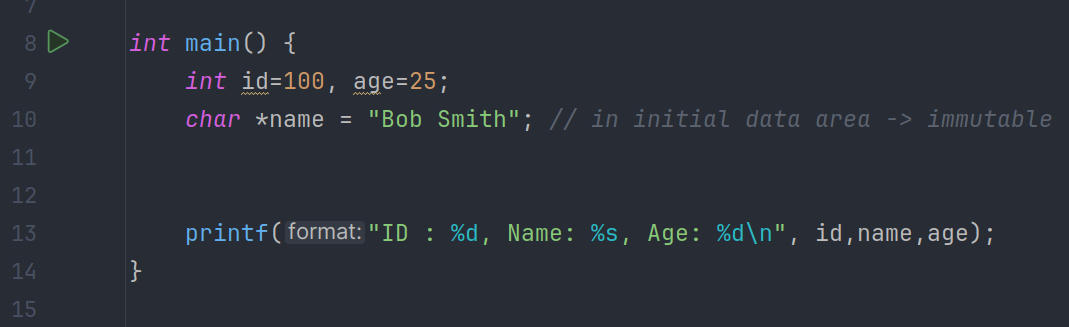 7
8 int main() {
9 int id=100, age=25;
10 char *name = "Bob Smith"; // in initial data area -> immutable
11
12
13 printf(format:"ID : %d, Name: %s, Age: %d\n", id,name,age);
14 }
15